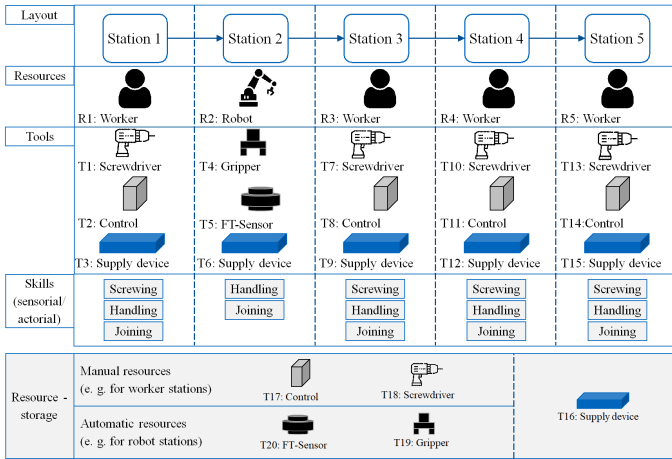 Layout
Station 1
Station 2
Station 3
Station 4
Station 5
Resources
R1: Worker
R2: Robot
R3: Worker
R4: Worker
R5: Worker
Tools
T1: Screwdriver
T4: Gripper
T7: Screwdriver
T10: Screwdriver
T13: Screwdriver
T2: Control
T5: FT-Sensor
T8: Control
T11: Control
T14:Control
T3: Supply device
T6: Supply device
T9: Supply device
T12: Supply device
T15: Supply device
Skills
(sensorial/
actorial)
Screwing
Handling
Screwing
Screwing
Screwing
Handling
Joining
Handling
Handling
Handling
Joining
Joining
Joining
Joining
Resource -
storage
Manual resources
(e. g. for worker stations)
T17: Control
T18: Screwdriver
T16: Supply device
Automatic resources
(e. g. for robot stations)
T20: FT-Sensor
T19: Gripper